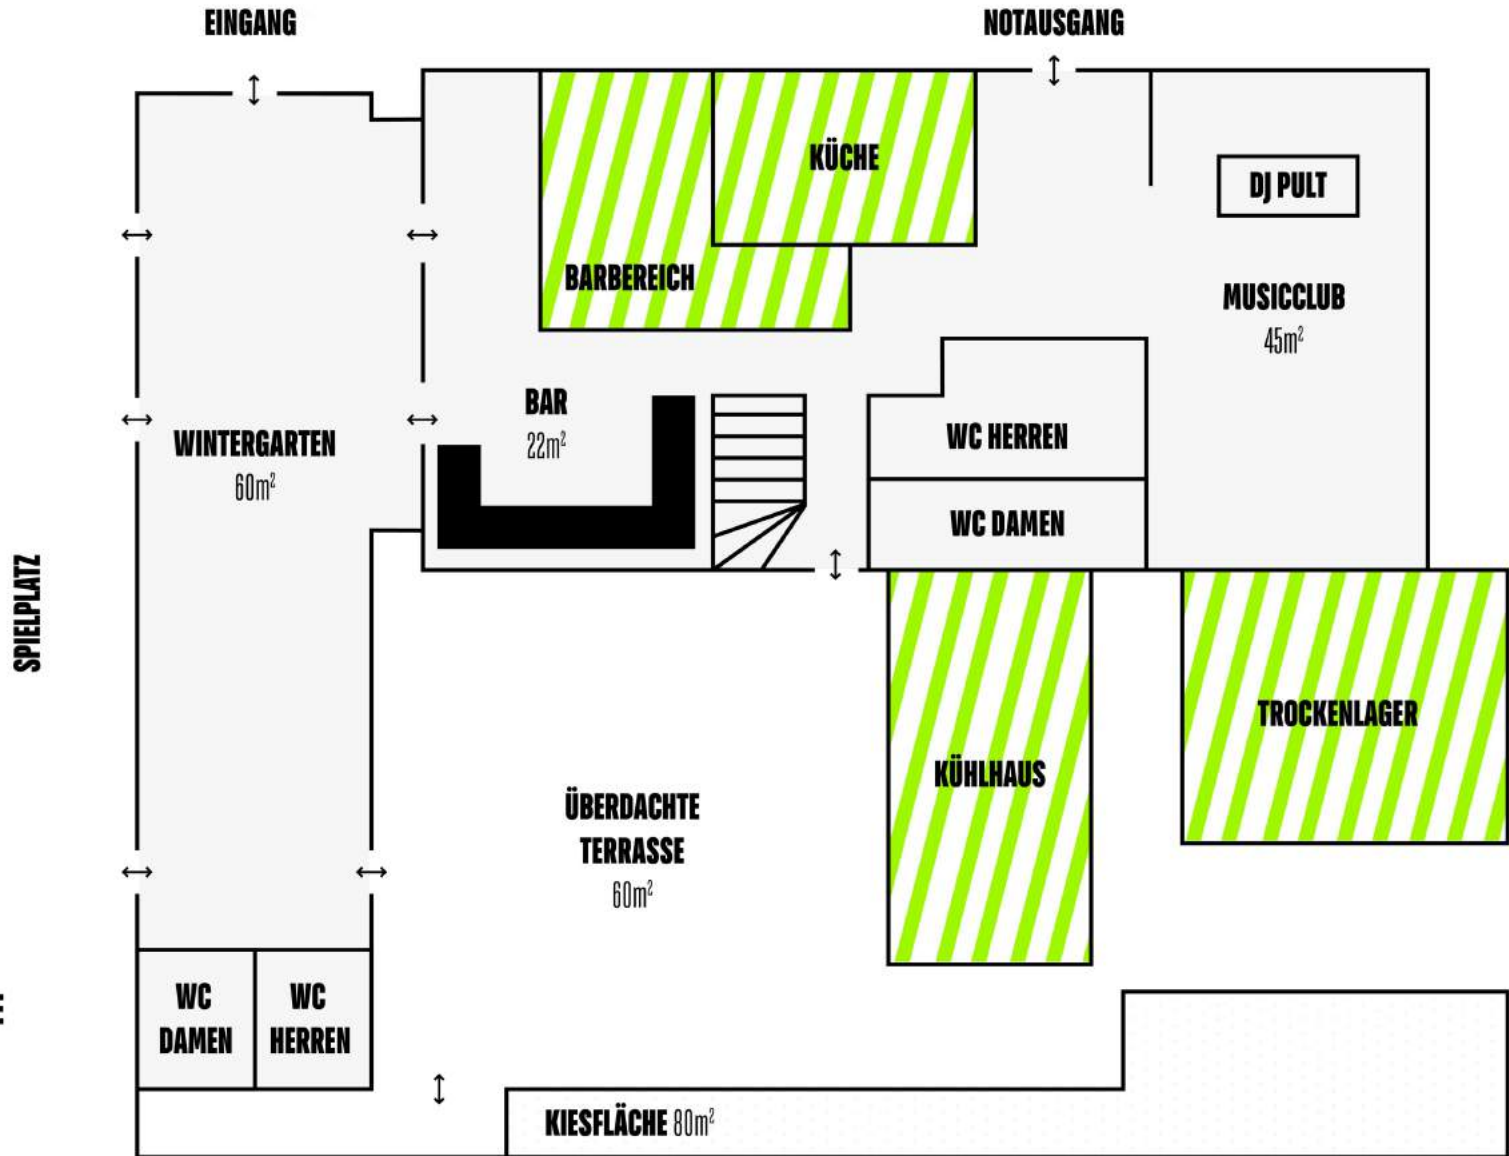 EINGANG
NOTAUSGANG
KÜCHE
DJ PULT
BARBEREICH
MUSICCLUB
45m²
BAR
22m²
WINTERGARTEN
60m²
WC HERREN
WC DAMEN
SPIELPLATZ
TROCKENLAGER
KÜHLHAUS
ÜBERDACHTE
TERRASSE
60m²
WC
DAMEN
WC
HERREN
KIESFLÄCHE 80m²